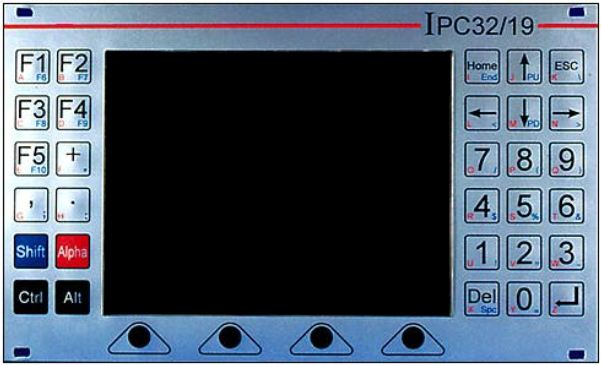 IPC32/19
F1 A F6
F2 B F7
Home I End
J PU
ESC K \
F3 C F8
F4 D F9
L <
M PD
N >
F5 E F10
+ F *
7 O /
8 P (
9 Q )
, G ;
. H :
4 R $
5 S %
6 T &
Shift
Alpha
1 U !
2 V "
3 W _
Ctrl
Alt
Del X Spc
0 Y =
Z